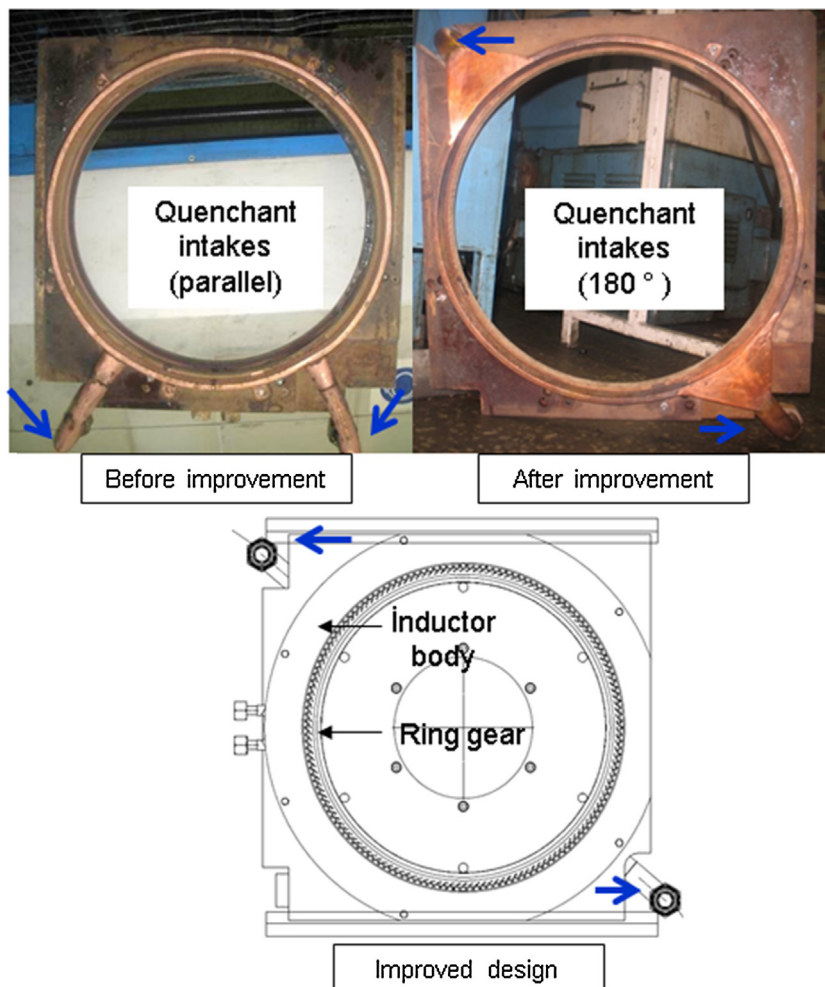 Quenchant
intakes
(parallel)
Quenchant
intakes
(180 ° )
Before improvement
After improvement
İnductor
body
Ring gear
Improved design